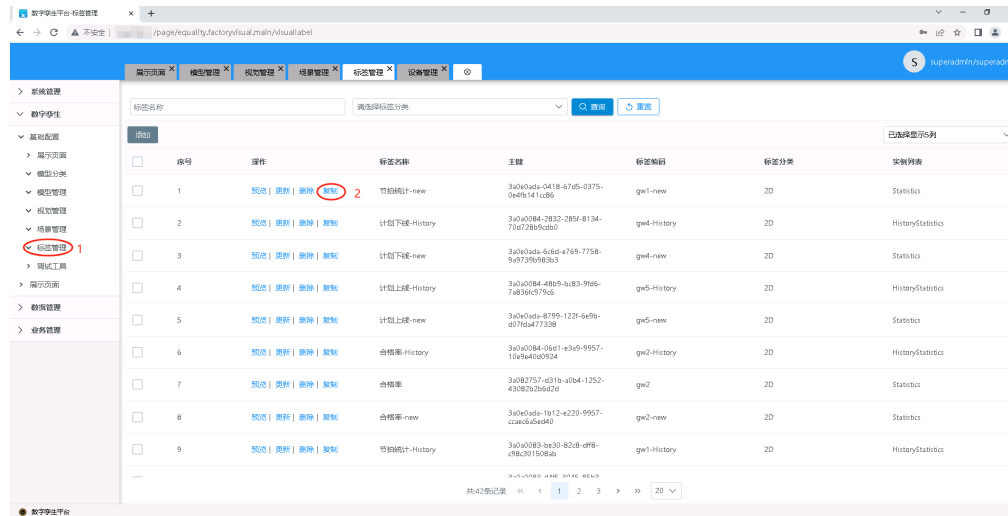 数字孪生平台-标签管理
不安全
/page/equality.factoryvisual.main/visuallabel
S superadmin/superadm
展示页面 模型管理 视觉管理 场景管理 标签管理 设备管理
系统管理
数字孪生
基础配置
展示页面
模型分类
模型管理
视觉管理
场景管理
标签管理 1
调试工具
展示页面
数据管理
业务管理
标签名称 请选择标签分类 查询 重置
添加 已选择显示5列
序号 操作 标签名称 主键 标签编码 标签分类 实例列表
1 预览 | 更新 | 删除 | 复制 2 节拍统计-new 3a0e0ada-0418-67d5-0375-0e4fb141cc86 gw1-new 2D Statistics
2 预览 | 更新 | 删除 | 复制 计划下线-History 3a0a0084-2832-285f-8134-70d728b9cdb0 gw4-History 2D HistoryStatistics
3 预览 | 更新 | 删除 | 复制 计划下线-new 3a0e0ada-6c6d-e769-7758-9a9739b983b3 gw4-new 2D Statistics
4 预览 | 更新 | 删除 | 复制 计划上线-History 3a0a0084-48b9-bc83-9fd6-7a836fc979c6 gw5-History 2D HistoryStatistics
5 预览 | 更新 | 删除 | 复制 计划上线-new 3a0e0ada-8799-122f-6e9b-d07fda477338 gw5-new 2D Statistics
6 预览 | 更新 | 删除 | 复制 合格率-History 3a0a0084-06d1-e3a9-9957-10e9e40d0924 gw2-History 2D HistoryStatistics
7 预览 | 更新 | 删除 | 复制 合格率 3a082757-d31b-a0b4-1252-43082b2b6d2d gw2 2D Statistics
8 预览 | 更新 | 删除 | 复制 合格率-new 3a0e0ada-1b12-e220-9957-ccaec6a5ed40 gw2-new 2D Statistics
9 预览 | 更新 | 删除 | 复制 节拍统计-History 3a0a0083-be30-82c8-dff8-c98c301508ab gw1-History 2D HistoryStatistics
共42条记录 1 2 3 20
数字孪生平台